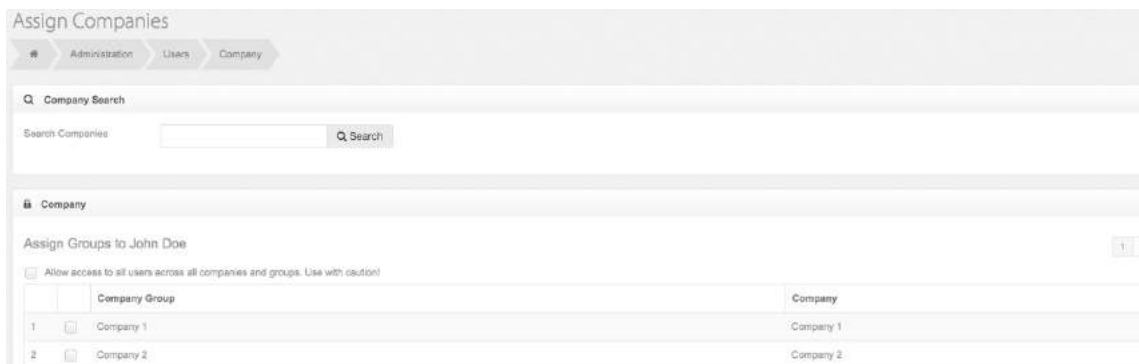 Assign Companies
Administration Users Company
Company Search
Search Companies Search
Company
Assign Groups to John Doe 1
Allow access to all users across all companies and groups. Use with caution!
Company Group Company
1 Company 1 Company 1
2 Company 2 Company 2